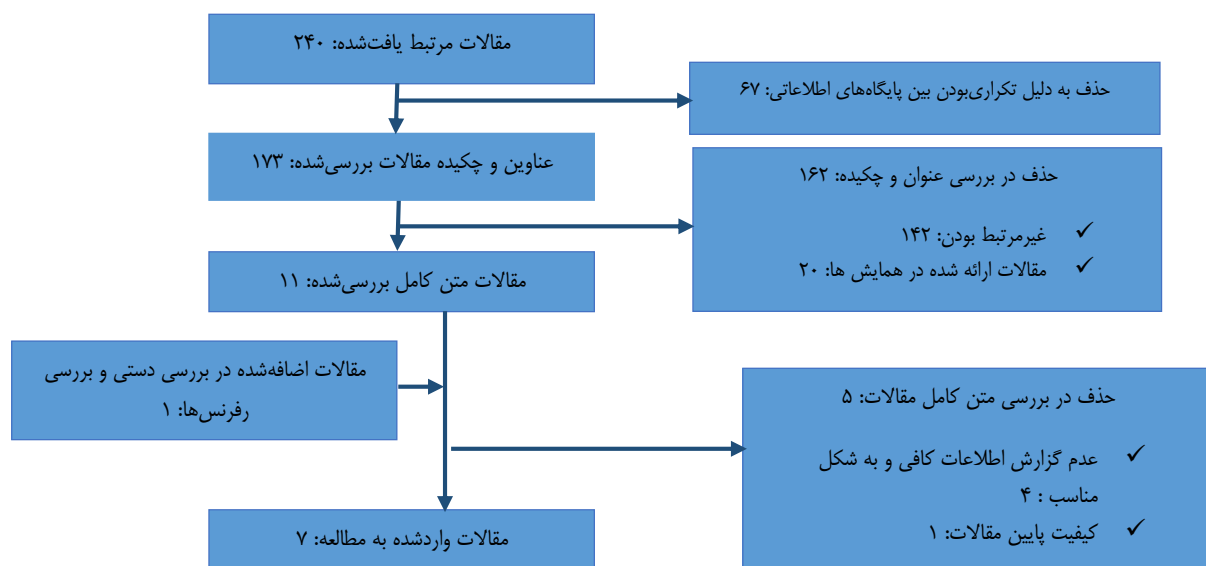 مقالات مرتبط یافت‌شده: ۲۴۰
حذف به دلیل تکراری‌بودن بین پایگاه‌های اطلاعاتی: ۶۷
عناوین و چکیده مقالات بررسی‌شده: ۱۷۳
حذف در بررسی عنوان و چکیده: ۱۶۲
✓ غیرمرتبط بودن: ۱۴۲
✓ مقالات ارائه شده در همایش ها: ۲۰
مقالات متن کامل بررسی‌شده: ۱۱
مقالات اضافه‌شده در بررسی دستی و بررسی
رفرنس‌ها: ۱
حذف در بررسی متن کامل مقالات: ۵
✓ عدم گزارش اطلاعات کافی و به شکل
مناسب : ۴
✓ کیفیت پایین مقالات: ۱
مقالات واردشده به مطالعه: ۷